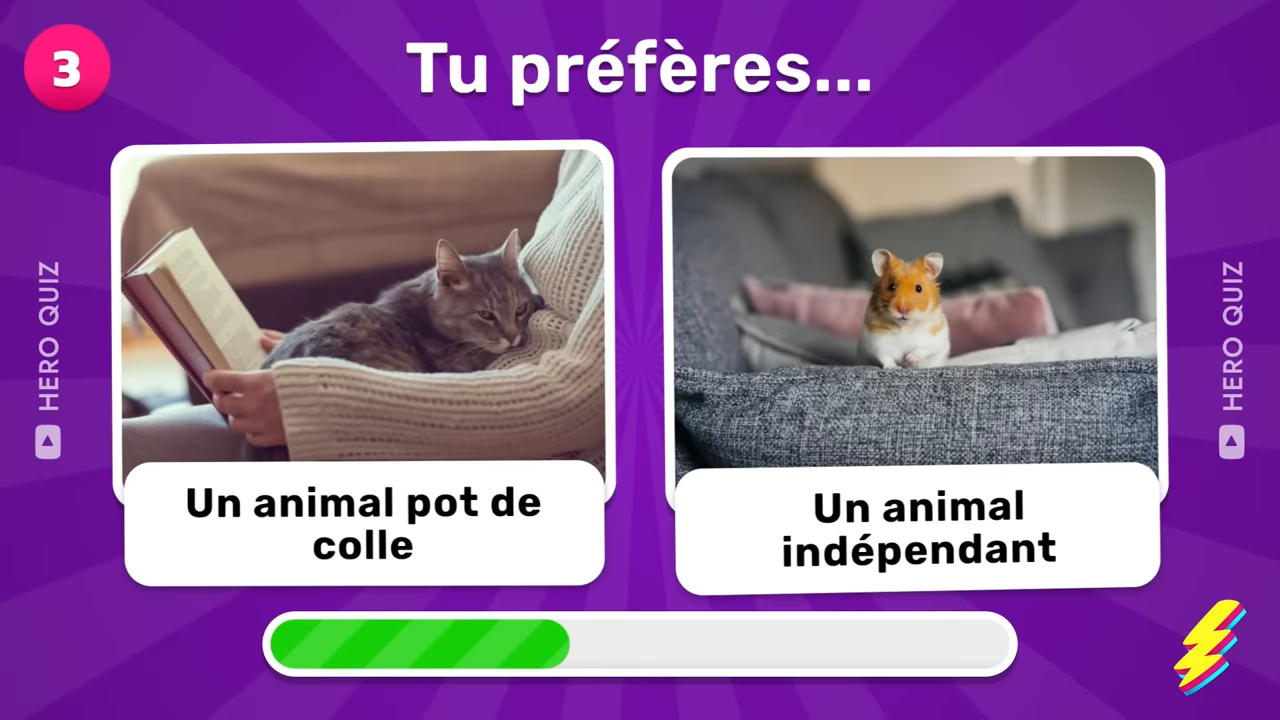 3
Tu préfères...
HERO QUIZ
HERO QUIZ
Un animal pot de
colle
Un animal
indépendant